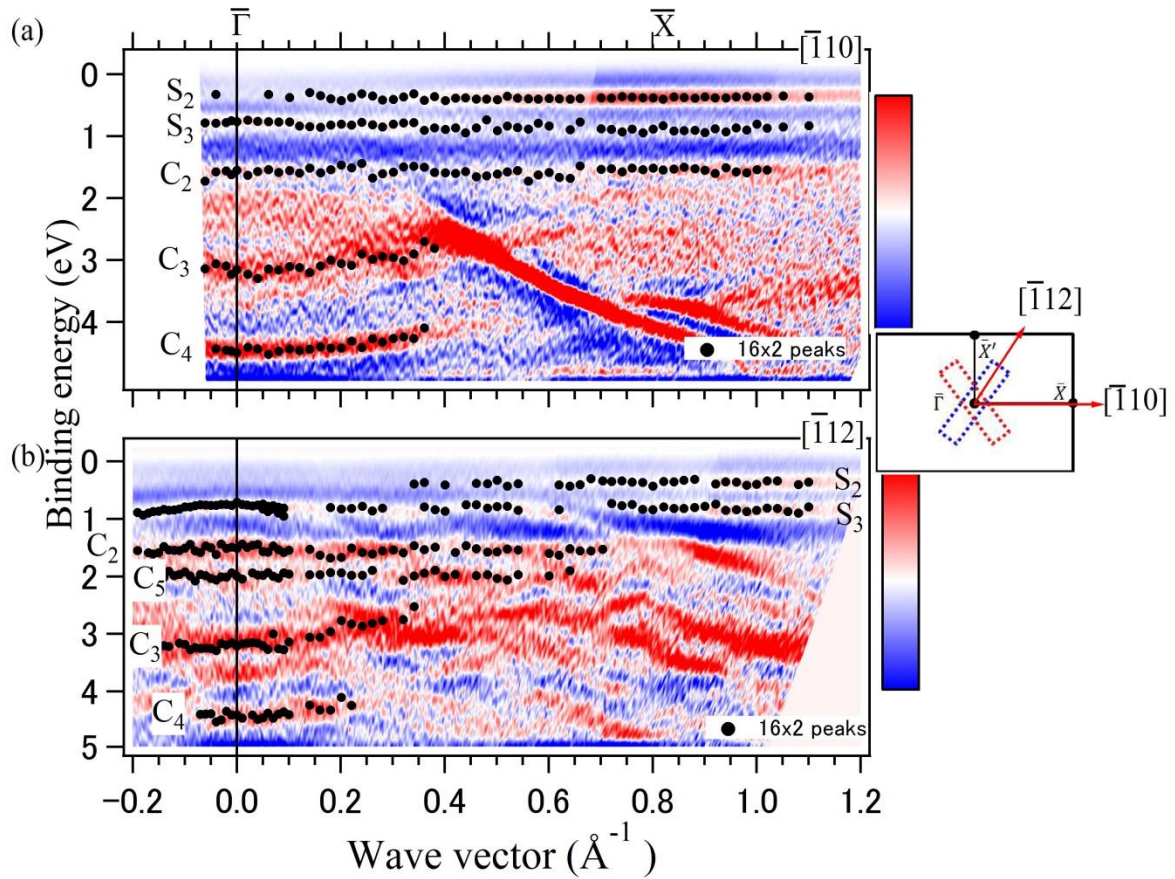 (a)
Γ̅ X̅
[1̅10]
0
S₂
S₃
1
C₂
2
C₃
3
C₄
4
16x2 peaks
Binding energy (eV)
[1̅12]
X̅′
Γ̅ X̅
[1̅10]
(b)
[1̅12]
0
S₂
1
S₃
C₂
2
C₅
3
C₃
4
C₄
5
16x2 peaks
−0.2 0.0 0.2 0.4 0.6 0.8 1.0 1.2
Wave vector (Å⁻¹)